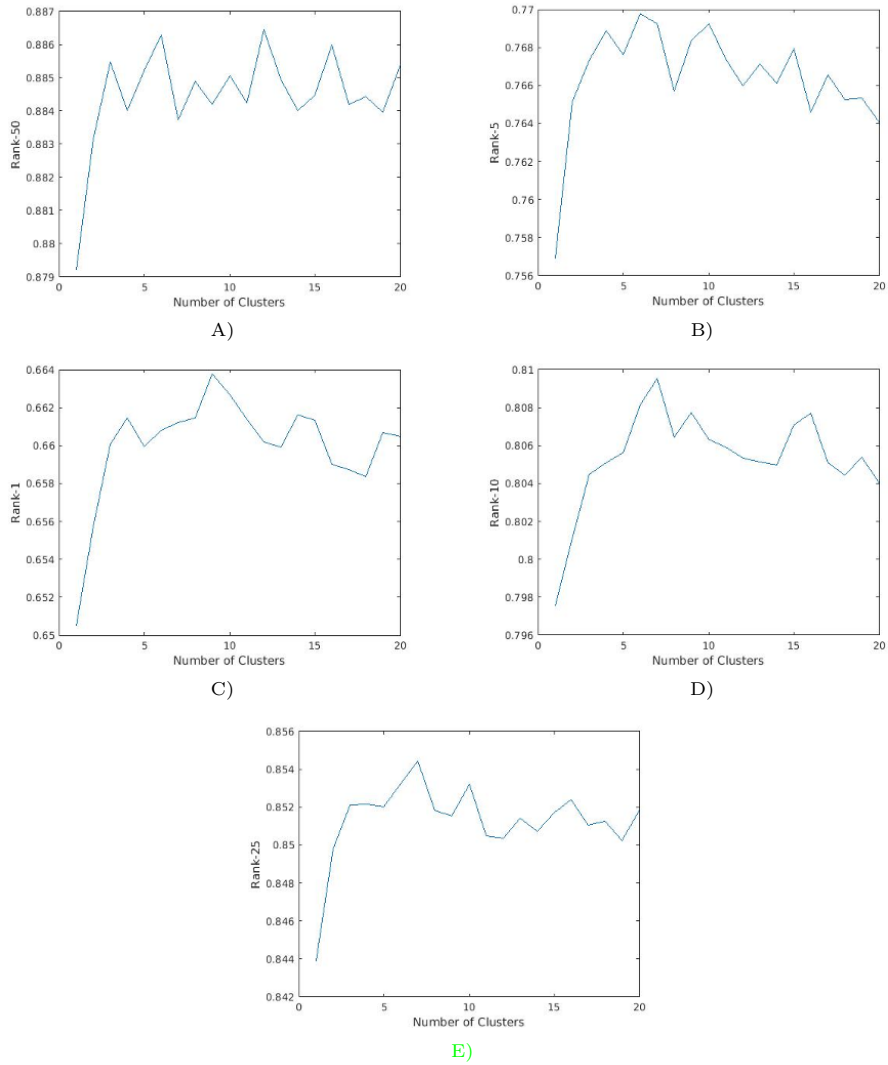 0.887
0.886
0.885
0.884
0.883
0.882
0.881
0.88
0.879
Rank-50
0 5 10 15 20
Number of Clusters
A)
0.77
0.768
0.766
0.764
0.762
0.76
0.758
0.756
Rank-5
0 5 10 15 20
Number of Clusters
B)
0.664
0.662
0.66
0.658
0.656
0.654
0.652
0.65
Rank-1
0 5 10 15 20
Number of Clusters
C)
0.81
0.808
0.806
0.804
0.802
0.8
0.798
0.796
Rank-10
0 5 10 15 20
Number of Clusters
D)
0.856
0.854
0.852
0.85
0.848
0.846
0.844
0.842
Rank-25
0 5 10 15 20
Number of Clusters
E)